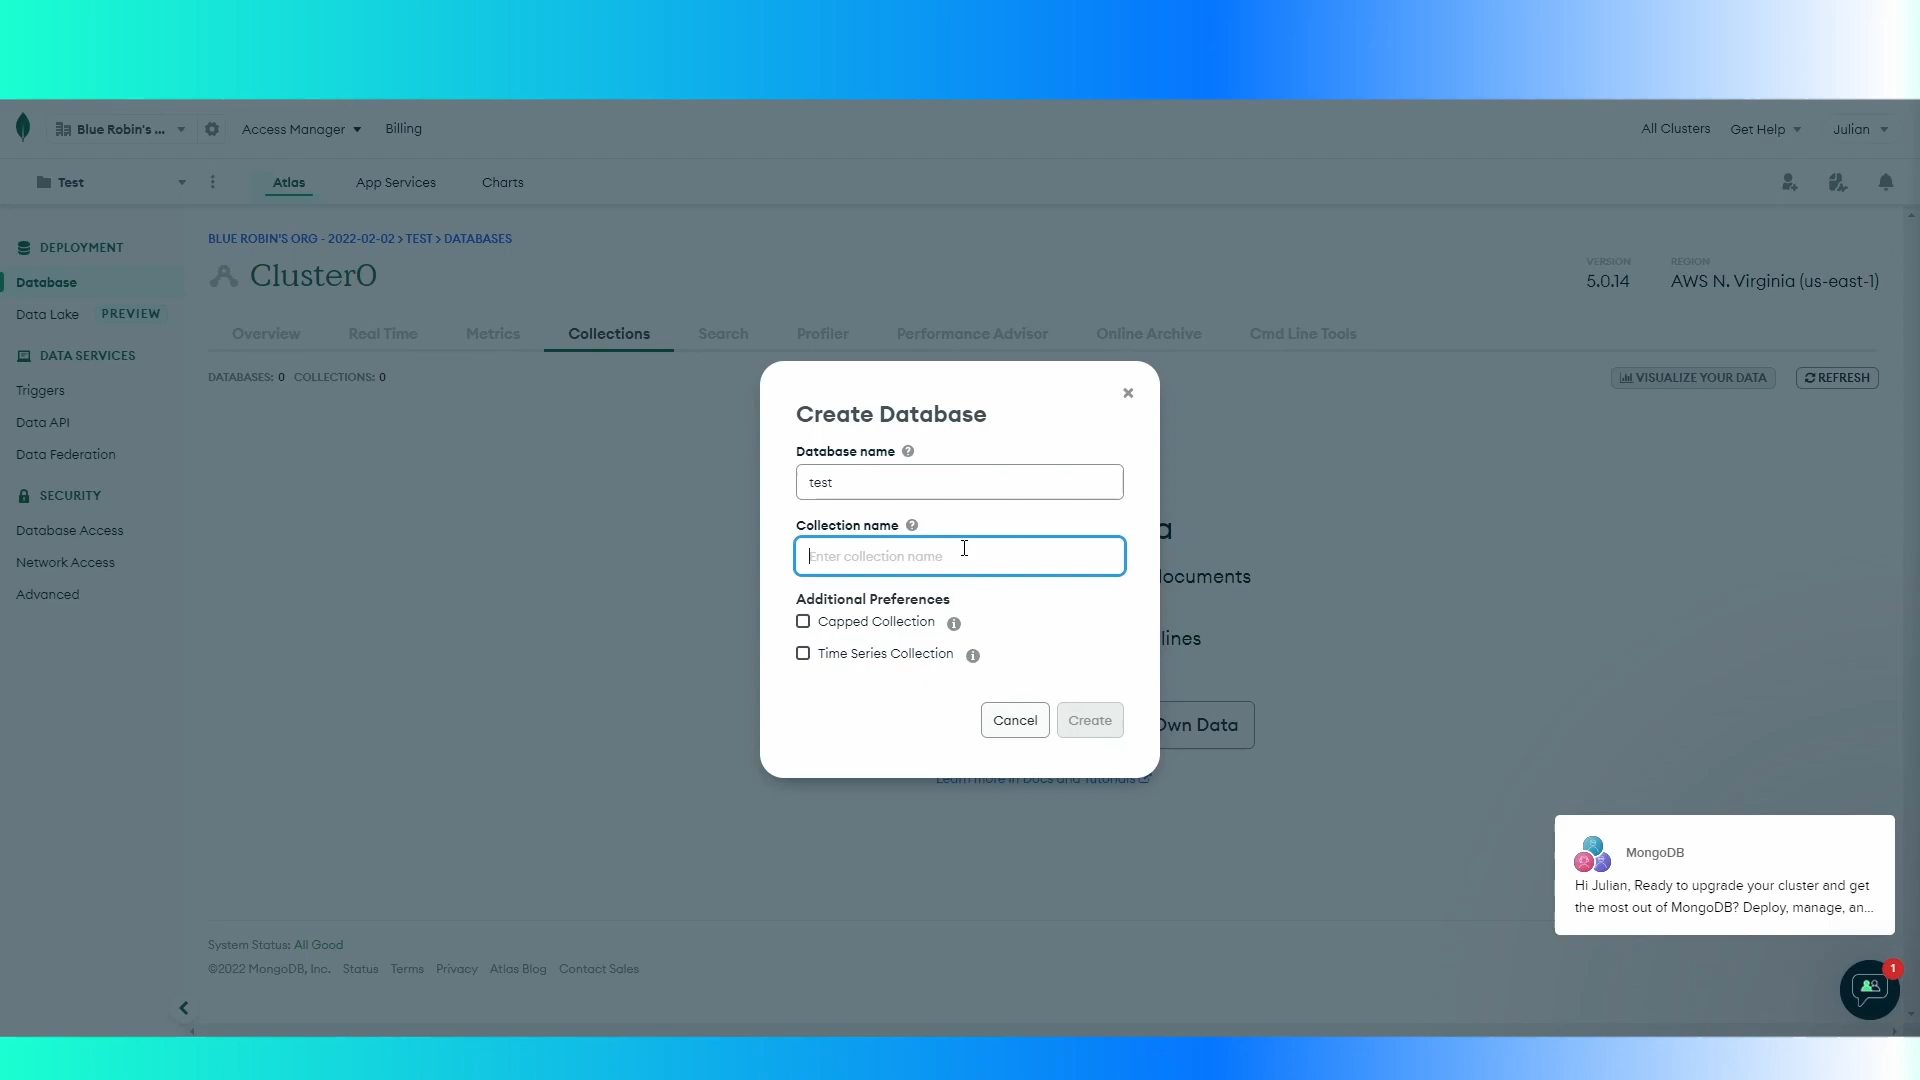 Blue Robin's ...
Access Manager
Billing
All Clusters
Get Help
Julian
Test
Atlas
App Services
Charts
DEPLOYMENT
Database
Data Lake
PREVIEW
DATA SERVICES
Triggers
Data API
Data Federation
SECURITY
Database Access
Network Access
Advanced
BLUE ROBIN'S ORG - 2022-02-02 > TEST > DATABASES
Cluster0
VERSION
5.0.14
REGION
AWS N. Virginia (us-east-1)
Overview
Real Time
Metrics
Collections
Search
Profiler
Performance Advisor
Online Archive
Cmd Line Tools
DATABASES: 0 COLLECTIONS: 0
VISUALIZE YOUR DATA
REFRESH
Create Database
Database name
test
Collection name
Enter collection name
Additional Preferences
Capped Collection
Time Series Collection
Cancel
Create
a
ocuments
lines
Own Data
Learn more in Docs and Tutorials
MongoDB
Hi Julian, Ready to upgrade your cluster and get
the most out of MongoDB? Deploy, manage, an...
1
System Status: All Good
©2022 MongoDB, Inc. Status Terms Privacy Atlas Blog Contact Sales